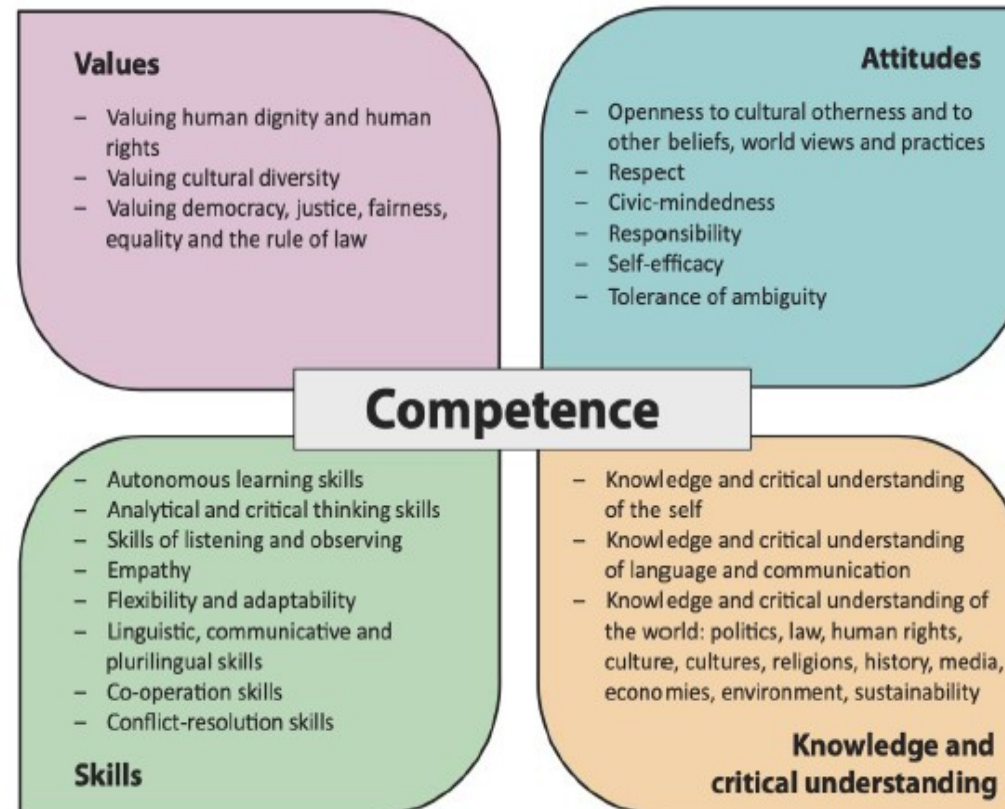 Values
– Valuing human dignity and human
rights
– Valuing cultural diversity
– Valuing democracy, justice, fairness,
equality and the rule of law
Attitudes
– Openness to cultural otherness and to
other beliefs, world views and practices
– Respect
– Civic-mindedness
– Responsibility
– Self-efficacy
– Tolerance of ambiguity
Competence
– Autonomous learning skills
– Analytical and critical thinking skills
– Skills of listening and observing
– Empathy
– Flexibility and adaptability
– Linguistic, communicative and
plurilingual skills
– Co-operation skills
– Conflict-resolution skills
Skills
– Knowledge and critical understanding
of the self
– Knowledge and critical understanding
of language and communication
– Knowledge and critical understanding of
the world: politics, law, human rights,
culture, cultures, religions, history, media,
economies, environment, sustainability
Knowledge and
critical understanding